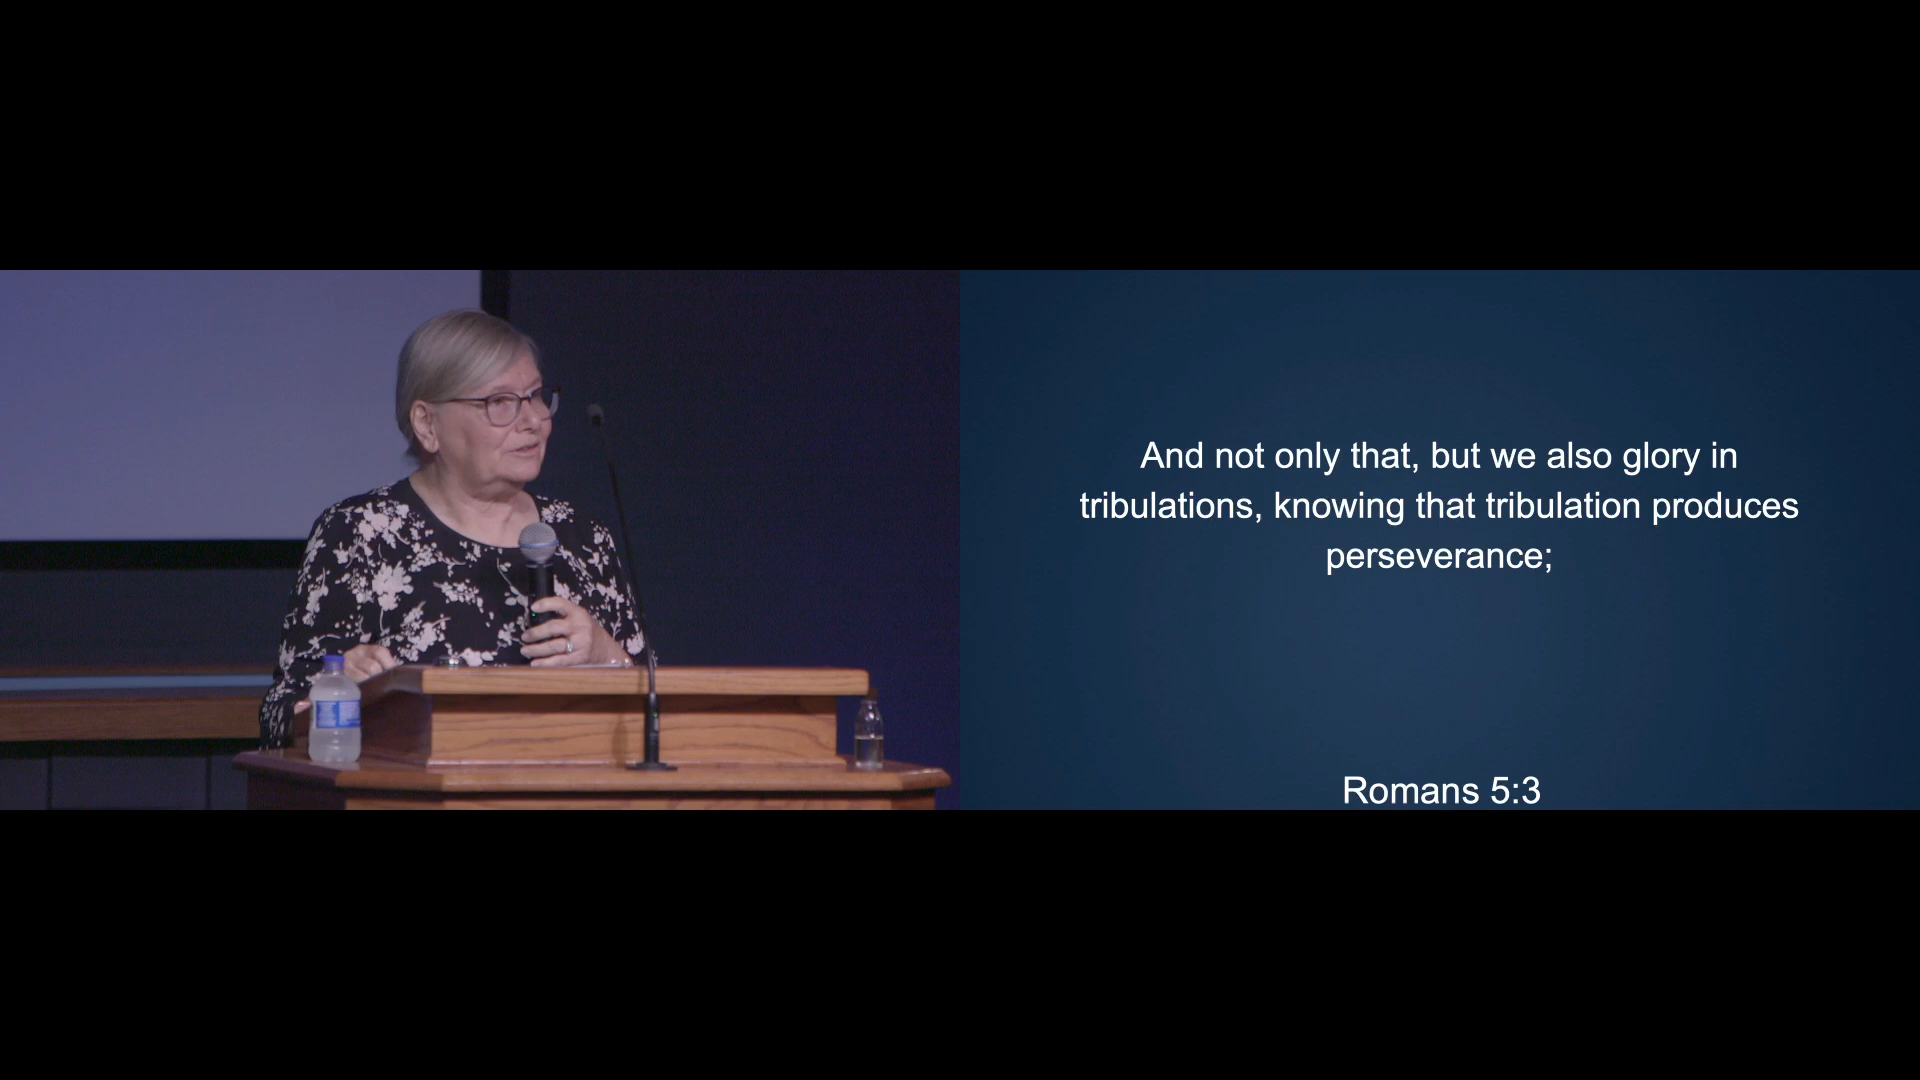 And not only that, but we also glory in
tribulations, knowing that tribulation produces
perseverance;
Romans 5:3